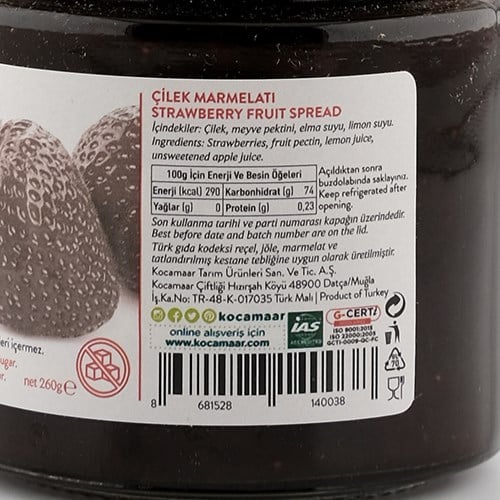 ÇİLEK MARMELATI
STRAWBERRY FRUIT SPREAD
İçindekiler: Çilek, meyve pektini, elma suyu, limon suyu.
Ingredients: Strawberries, fruit pectin, lemon juice,
unsweetened apple juice.
100g İçin Enerji Ve Besin Öğeleri
Enerji (kcal) 290 Karbonhidrat (g) 74
Yağlar (g) 0 Protein (g) 0,23
Açıldıktan sonra
buzdolabında saklayınız.
Keep refrigerated after
opening.
Son kullanma tarihi ve parti numarası kapağın üzerindedir.
Best before date and batch number are on the lid.
Türk gıda kodeksi reçel, jöle, marmelat ve
tatlandırılmış kestane tebliğine uygun olarak üretilmiştir.
Kocamaar Tarım Ürünleri San. Ve Tic. A.Ş.
Kocamaar Çiftliği Hızırşah Köyü 48900 Datça/Muğla
İş.Ka.No: TR-48-K-017035 Türk Malı | Product of Turkey
kocamaar
online alışveriş için
www.kocamaar.com
IAS
ACCREDITED
G-CERTi
ISO 9001:2015
ISO 22000:2005
GCTI-0009-QC-FC
70
eri içermez.
ugar.
net 260g e
8 681528 140038